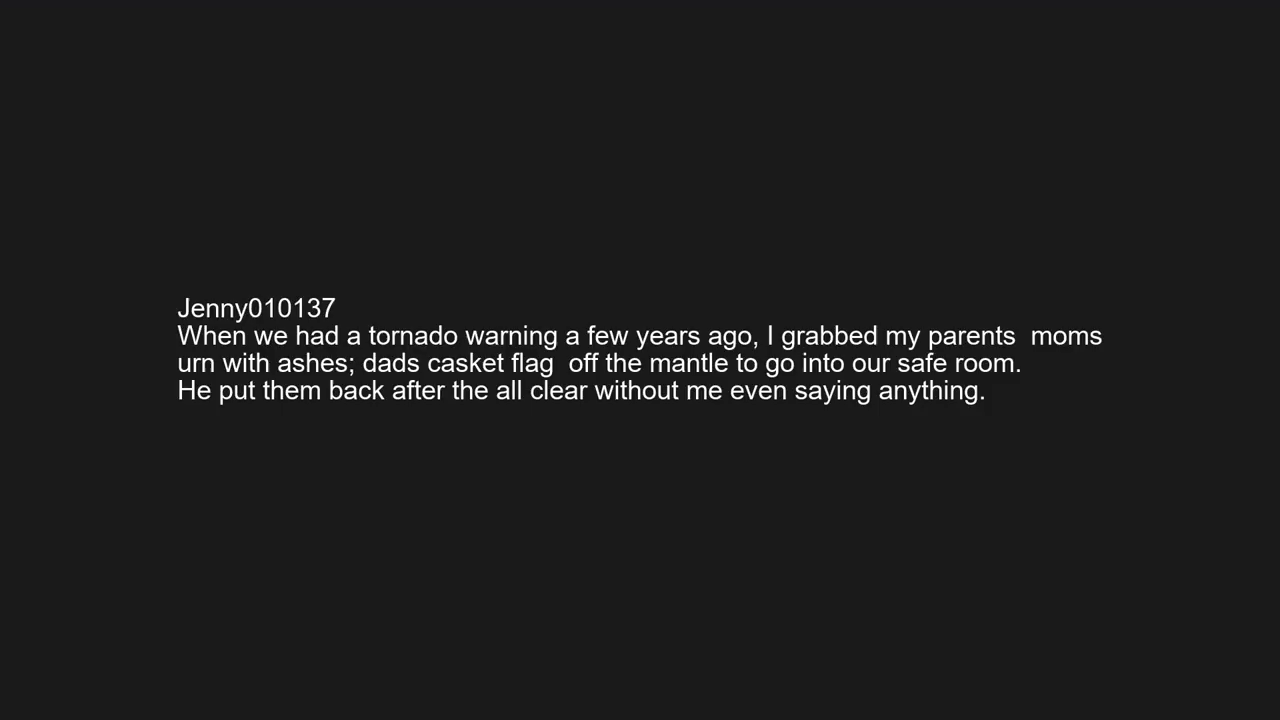 Jenny010137
When we had a tornado warning a few years ago, I grabbed my parents  moms
urn with ashes; dads casket flag  off the mantle to go into our safe room.
He put them back after the all clear without me even saying anything.